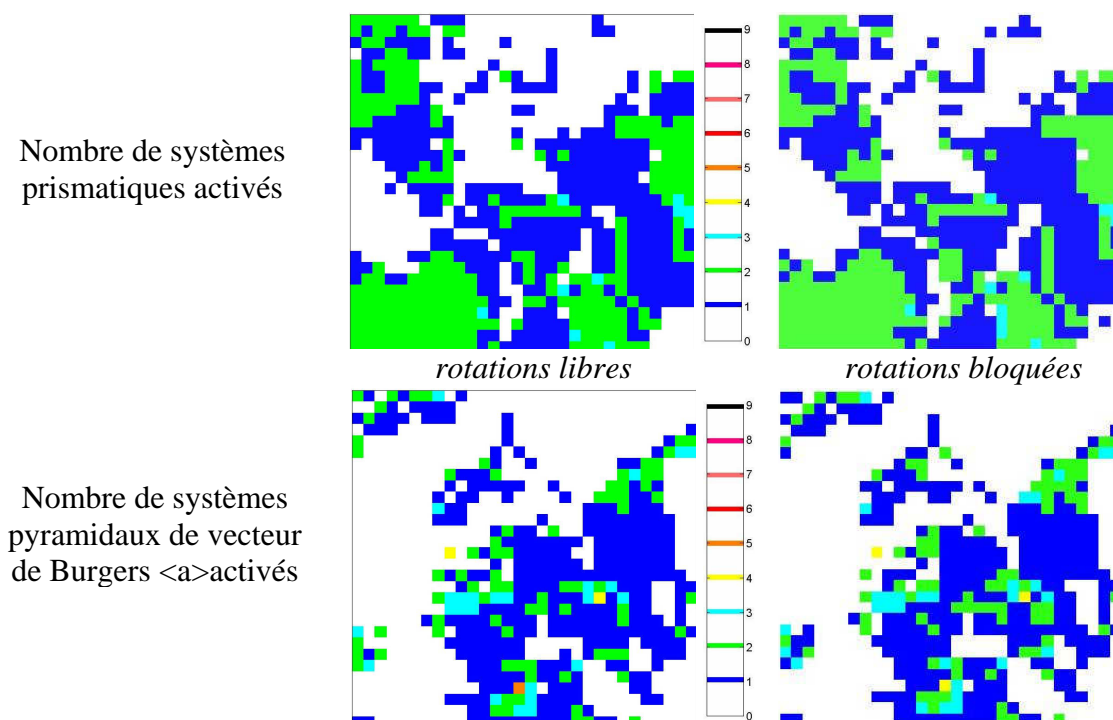 Nombre de systèmes
prismatiques activés
9
8
7
6
5
4
3
2
1
0
rotations libres
rotations bloquées
Nombre de systèmes
pyramidaux de vecteur
de Burgers <a>activés
9
8
7
6
5
4
3
2
1
0